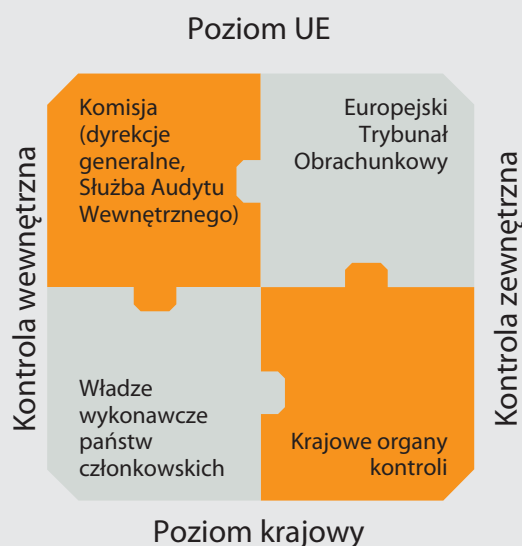 Poziom UE
Kontrola wewnętrzna
Komisja
(dyrekcje
generalne,
Służba Audytu
Wewnętrznego)
Europejski
Trybunał
Obrachunkowy
Kontrola zewnętrzna
Władze
wykonawcze
państw
członkowskich
Krajowe organy
kontroli
Poziom krajowy